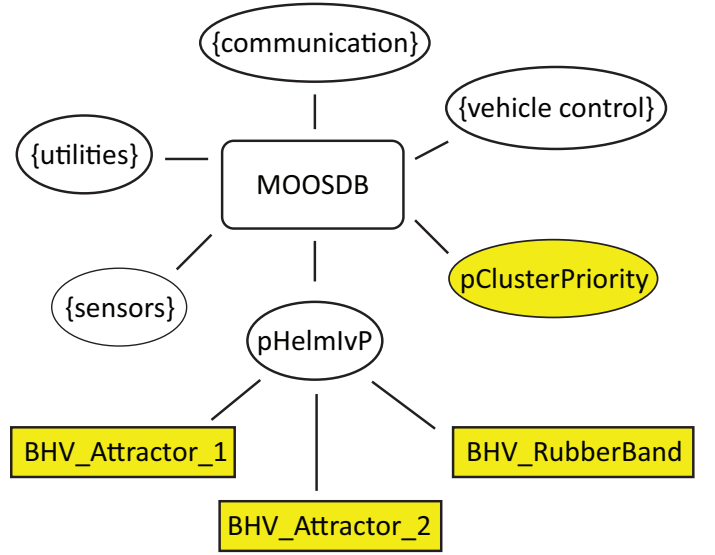 {communication}
{vehicle control}
{utilities}
MOOSDB
pClusterPriority
{sensors}
pHelmIvP
BHV_Attractor_1
BHV_RubberBand
BHV_Attractor_2